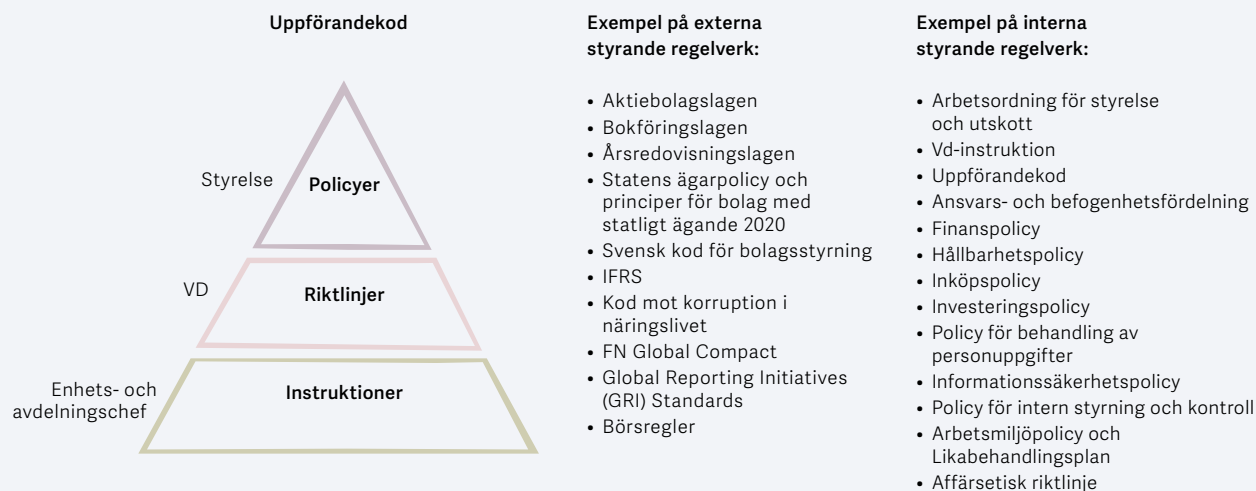 Uppförandekod
Styrelse
Policyer
VD
Riktlinjer
Enhets- och
avdelningschef
Instruktioner
Exempel på externa
styrande regelverk:
• Aktiebolagslagen
• Bokföringslagen
• Årsredovisningslagen
• Statens ägarpolicy och
principer för bolag med
statligt ägande 2020
• Svensk kod för bolagsstyrning
• IFRS
• Kod mot korruption i
näringslivet
• FN Global Compact
• Global Reporting Initiatives
(GRI) Standards
• Börsregler
Exempel på interna
styrande regelverk:
• Arbetsordning för styrelse
och utskott
• Vd-instruktion
• Uppförandekod
• Ansvars- och befogenhetsfördelning
• Finanspolicy
• Hållbarhetspolicy
• Inköpspolicy
• Investeringspolicy
• Policy för behandling av
personuppgifter
• Informationssäkerhetspolicy
• Policy för intern styrning och kontroll
• Arbetsmiljöpolicy och
Likabehandlingsplan
• Affärsetisk riktlinje